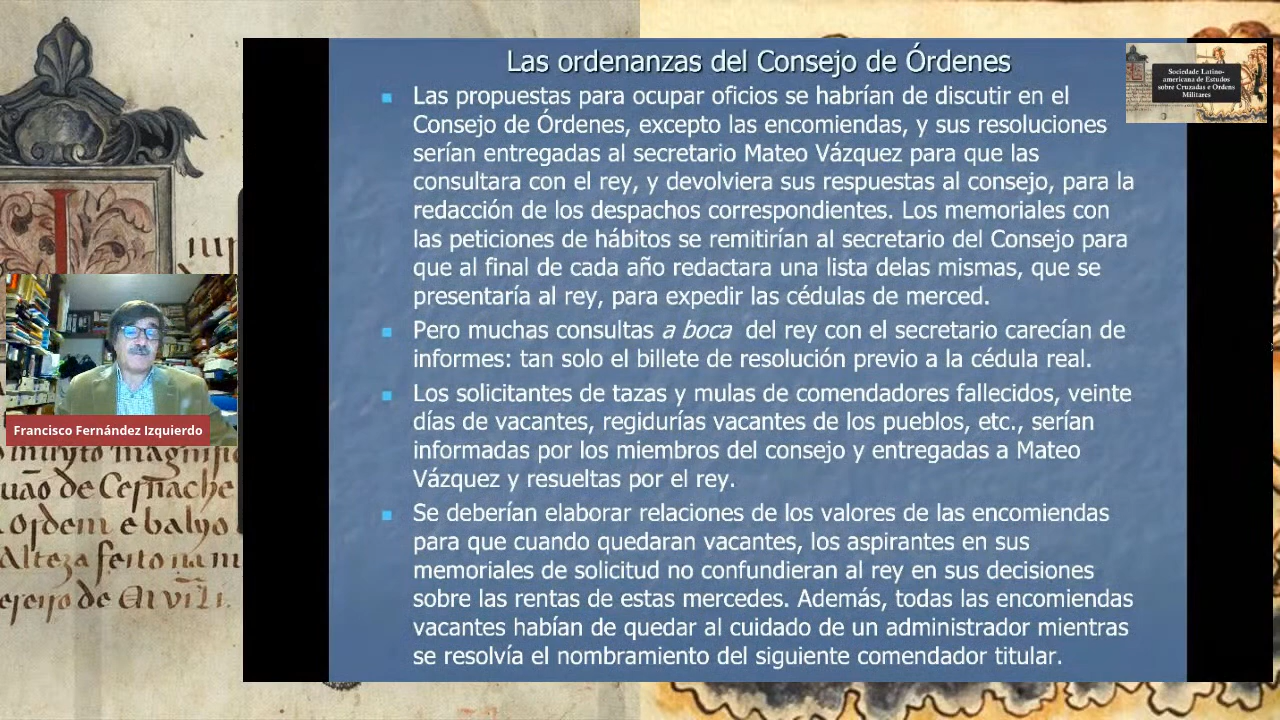 Las ordenanzas del Consejo de Órdenes
Las propuestas para ocupar oficios se habrían de discutir en el
Consejo de Órdenes, excepto las encomiendas, y sus resoluciones
serían entregadas al secretario Mateo Vázquez para que las
consultara con el rey, y devolviera sus respuestas al consejo, para la
redacción de los despachos correspondientes. Los memoriales con
las peticiones de hábitos se remitirían al secretario del Consejo para
que al final de cada año redactara una lista delas mismas, que se
presentaría al rey, para expedir las cédulas de merced.
Pero muchas consultas a boca del rey con el secretario carecían de
informes: tan solo el billete de resolución previo a la cédula real.
Los solicitantes de tazas y mulas de comendadores fallecidos, veinte
días de vacantes, regidurías vacantes de los pueblos, etc., serían
informadas por los miembros del consejo y entregadas a Mateo
Vázquez y resueltas por el rey.
Se deberían elaborar relaciones de los valores de las encomiendas
para que cuando quedaran vacantes, los aspirantes en sus
memoriales de solicitud no confundieran al rey en sus decisiones
sobre las rentas de estas mercedes. Además, todas las encomiendas
vacantes habían de quedar al cuidado de un administrador mientras
se resolvía el nombramiento del siguiente comendador titular.
Sociedade Latino-
americana de Estudos
sobre Cruzadas e Ordens
Militares
Francisco Fernández Izquierdo
de Cernache
ordem e balyo
Alteza feito na